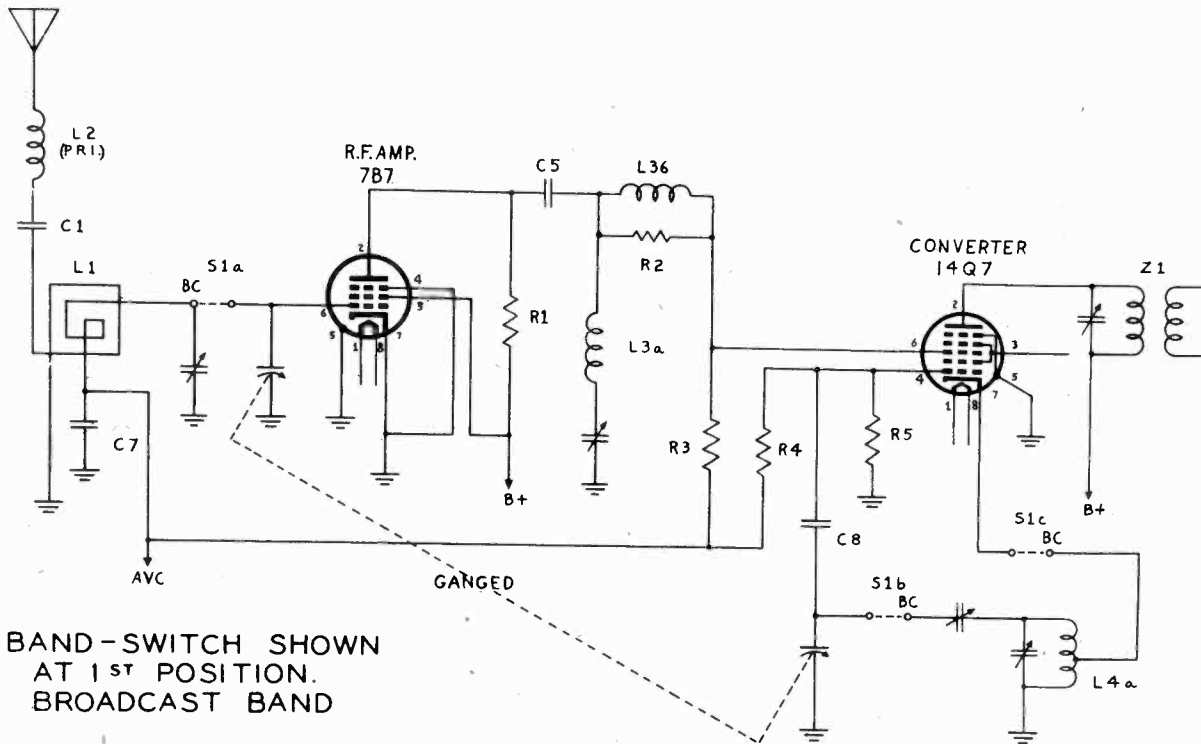 L2
(PRI.)
C1
L1
BC
S1a
C7
AVC
R.F. AMP.
7B7
2
4
3
6
5
1
8
7
R1
B+
C5
L36
R2
L3a
R3
R4
R5
C8
CONVERTER
14Q7
2
6
3
4
5
7
1
8
Z1
B+
S1c
BC
S1b
BC
L4a
GANGED
BAND-SWITCH SHOWN
AT 1ST POSITION.
BROADCAST BAND